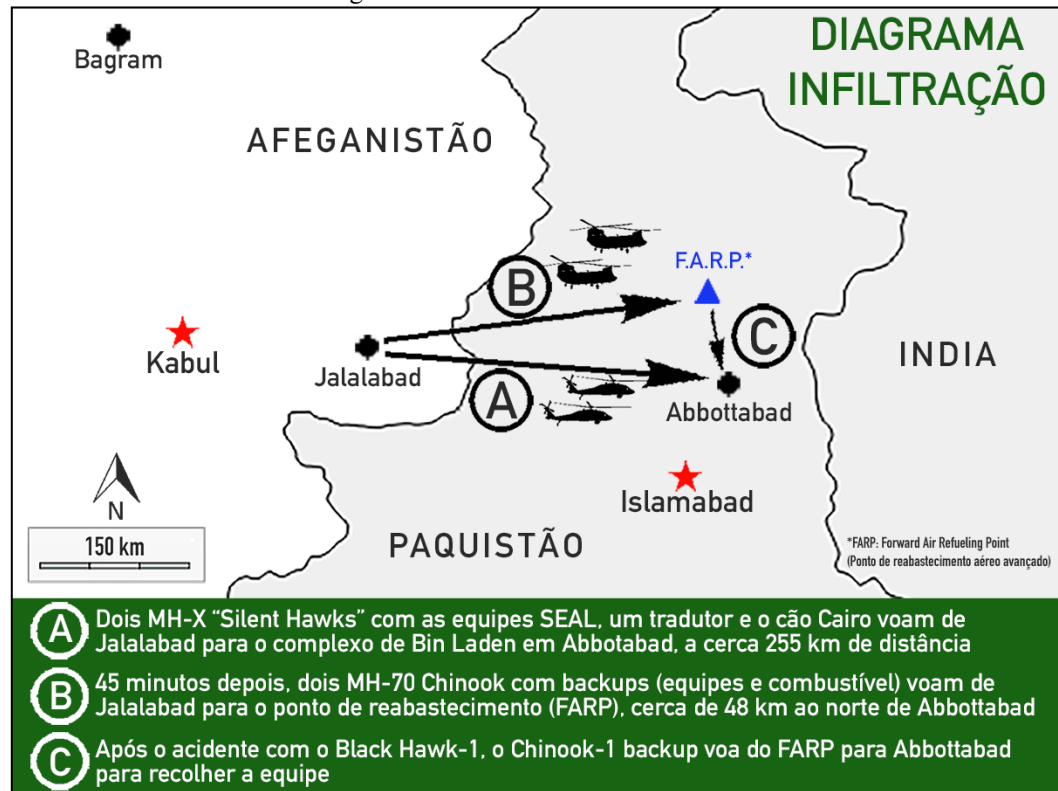 DIAGRAMA
INFILTRAÇÃO
Bagram
AFEGANISTÃO
F.A.R.P.*
B
C
Kabul
Jalalabad
INDIA
A
Abbottabad
Islamabad
N
150 km
PAQUISTÃO
*FARP: Forward Air Refueling Point
(Ponto de reabastecimento aéreo avançado)
A Dois MH-X “Silent Hawks” com as equipes SEAL, um tradutor e o cão Cairo voam de
Jalalabad para o complexo de Bin Laden em Abbotabad, a cerca 255 km de distância
B 45 minutos depois, dois MH-70 Chinook com backups (equipes e combustível) voam de
Jalalabad para o ponto de reabastecimento (FARP), cerca de 48 km ao norte de Abbottabad
C Após o acidente com o Black Hawk-1, o Chinook-1 backup voa do FARP para Abbottabad
para recolher a equipe